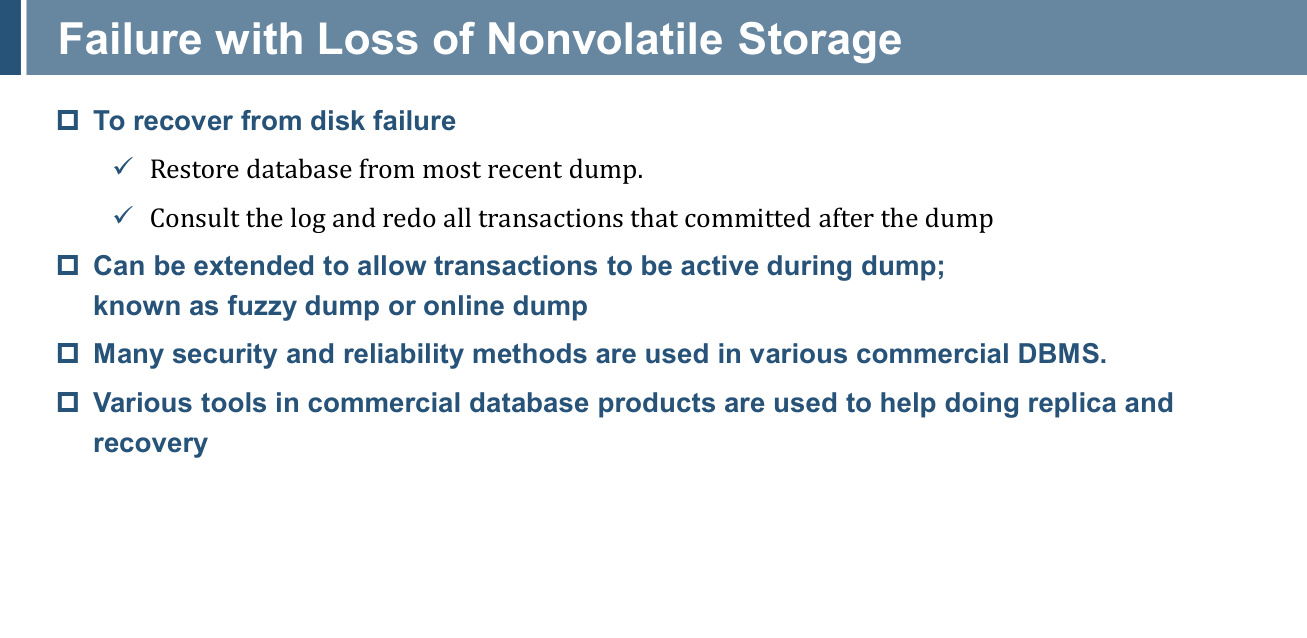 Failure with Loss of Nonvolatile Storage
To recover from disk failure
Restore database from most recent dump.
Consult the log and redo all transactions that committed after the dump
Can be extended to allow transactions to be active during dump;
known as fuzzy dump or online dump
Many security and reliability methods are used in various commercial DBMS.
Various tools in commercial database products are used to help doing replica and
recovery